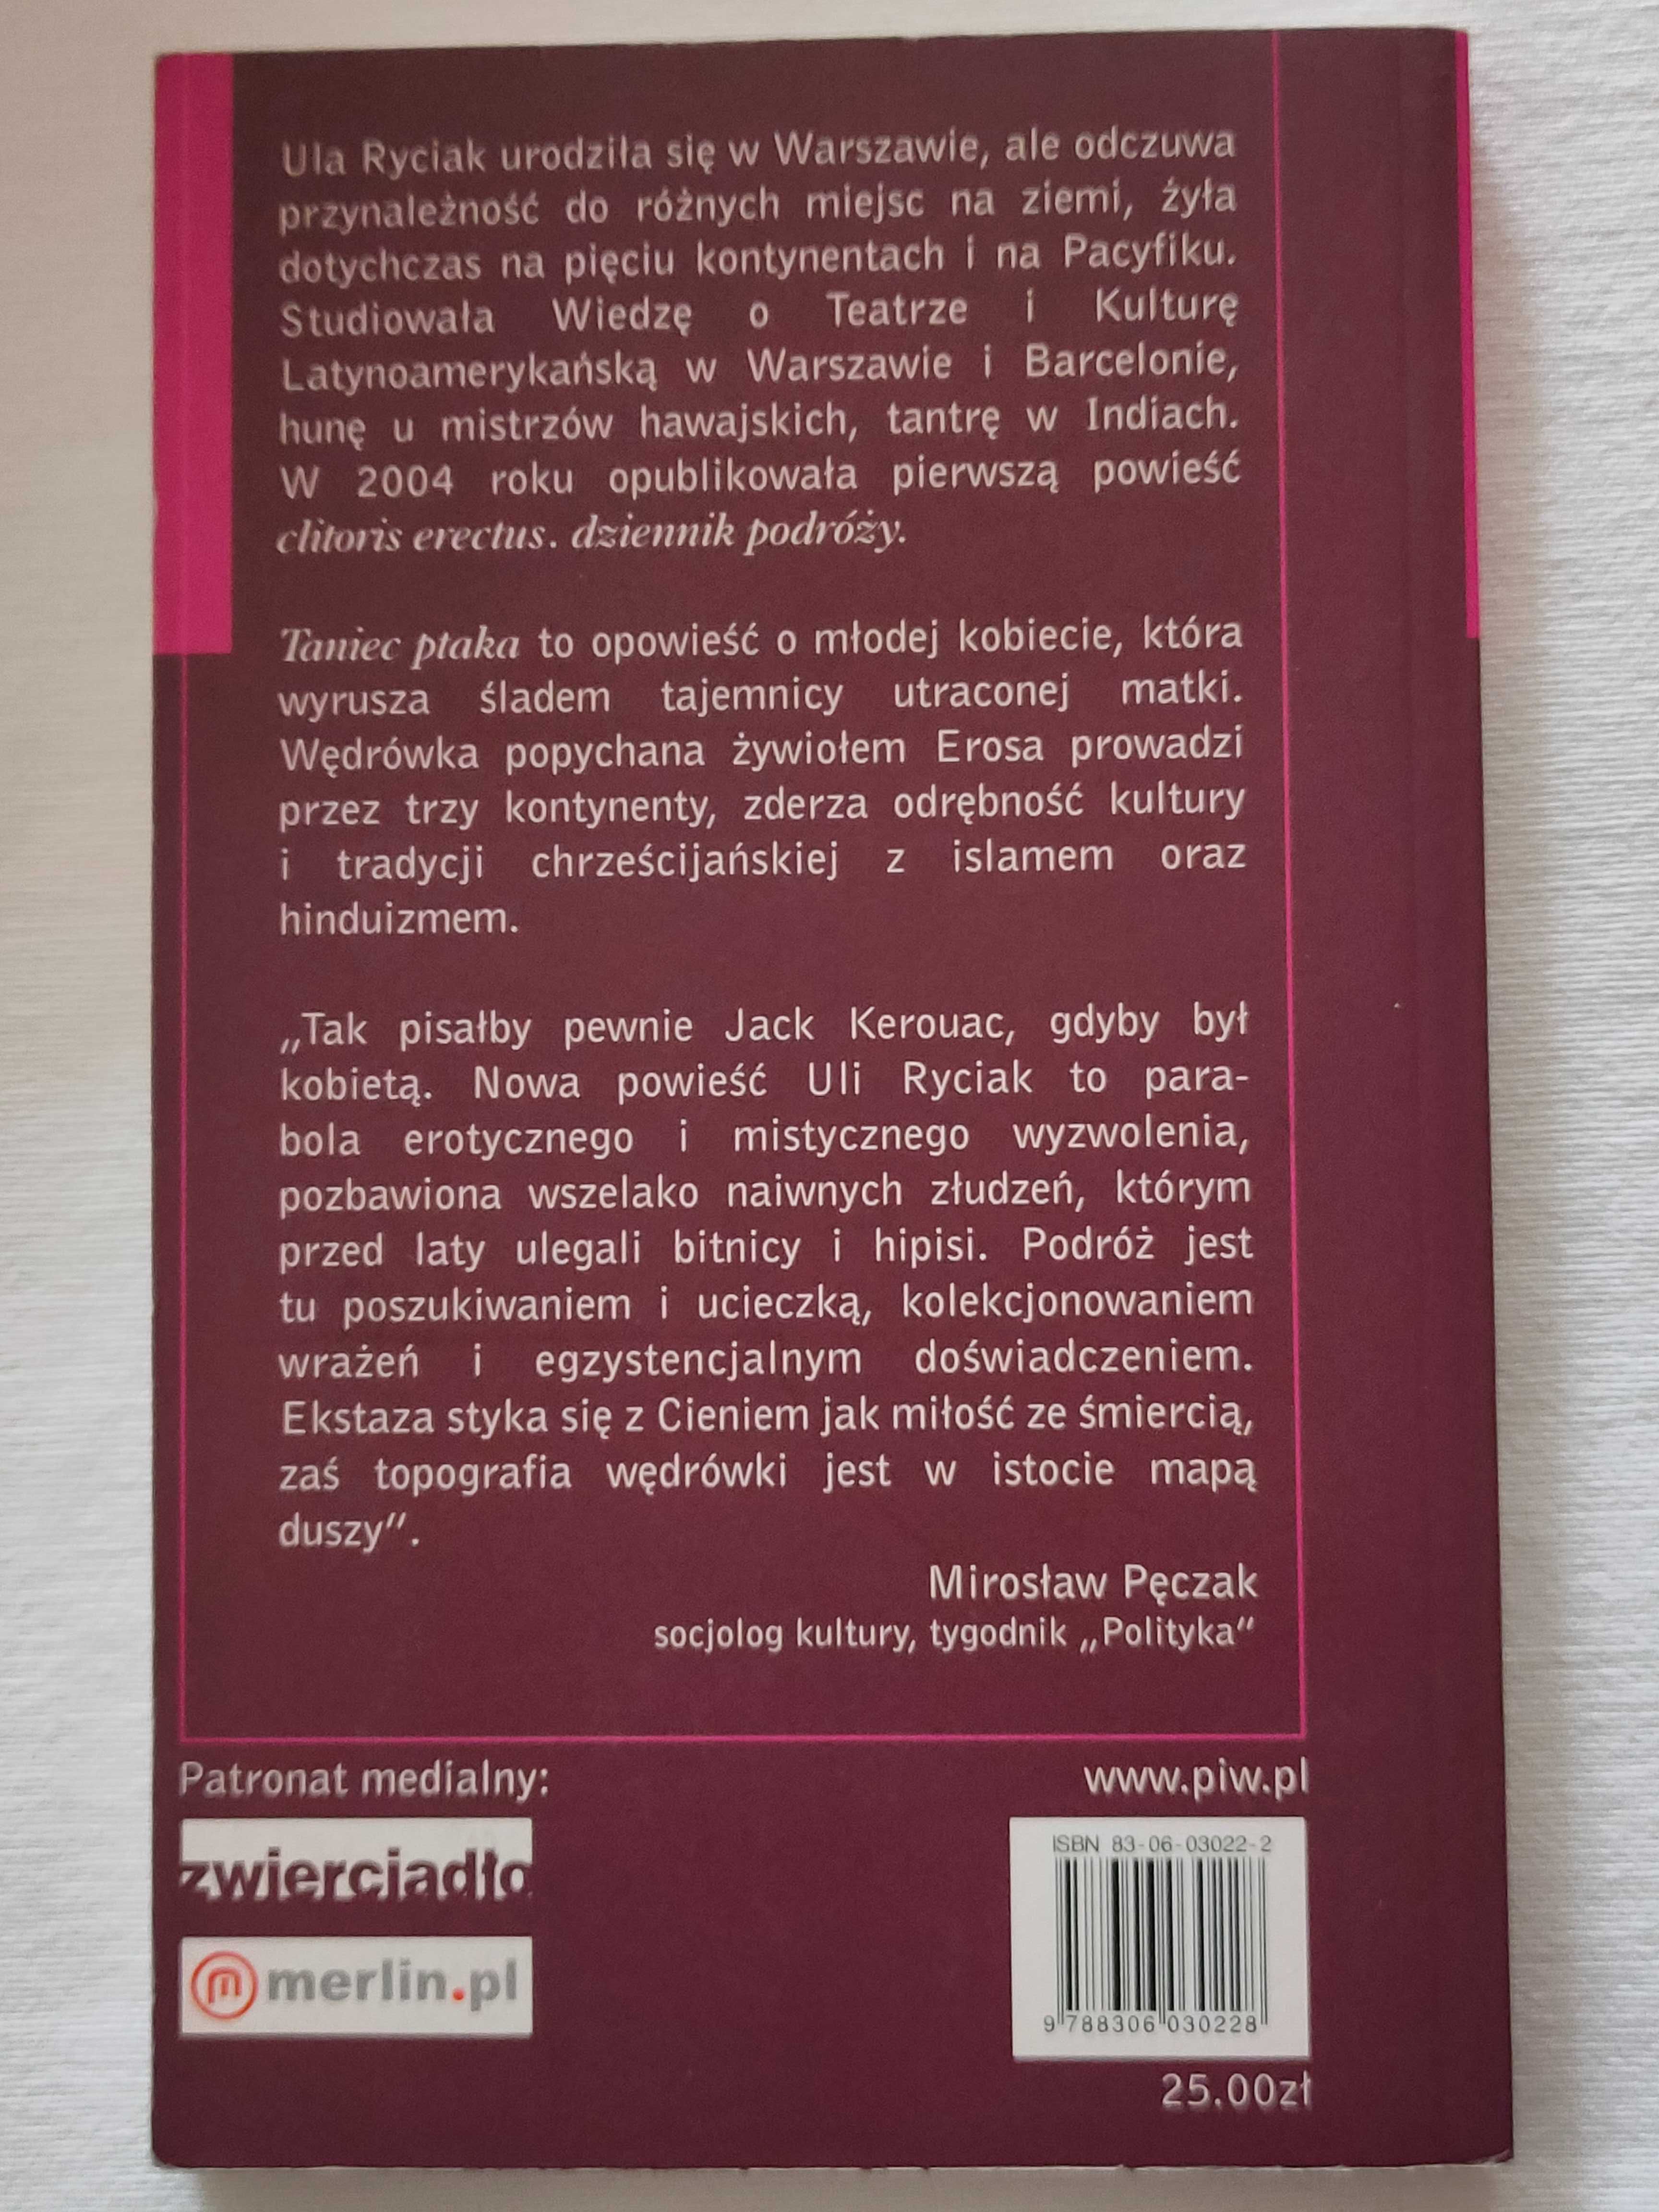 Ula Ryciak urodziła się w Warszawie, ale odczuwa
przynależność do różnych miejsc na ziemi, żyła
dotychczas na pięciu kontynentach i na Pacyfiku.
Studiowała Wiedzę o Teatrze i Kulturę
Latynoamerykańską w Warszawie i Barcelonie,
hunę u mistrzów hawajskich, tantrę w Indiach.
W 2004 roku opublikowała pierwszą powieść
clitoris erectus. dziennik podróży.
Taniec ptaka to opowieść o młodej kobiecie, która
wyrusza śladem tajemnicy utraconej matki.
Wędrówka popychana żywiołem Erosa prowadzi
przez trzy kontynenty, zderza odrębność kultury
i tradycji chrześcijańskiej z islamem oraz
hinduizmem.
„Tak pisałby pewnie Jack Kerouac, gdyby był
kobietą. Nowa powieść Uli Ryciak to para-
bola erotycznego i mistycznego wyzwolenia,
pozbawiona wszelako naiwnych złudzeń, którym
przed laty ulegali bitnicy i hipisi. Podróż jest
tu poszukiwaniem i ucieczką, kolekcjonowaniem
wrażeń i egzystencjalnym doświadczeniem.
Ekstaza styka się z Cieniem jak miłość ze śmiercią,
zaś topografia wędrówki jest w istocie mapą
duszy”.
Mirosław Pęczak
socjolog kultury, tygodnik „Polityka”
Patronat medialny:
zwierciadło
merlin.pl
www.piw.pl
ISBN 83-06-03022-2
9 788306 030228
25.00zł